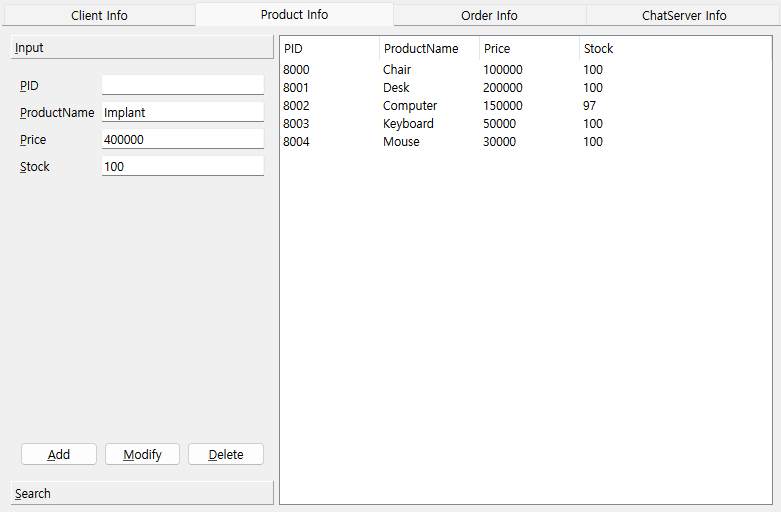 Client Info Product Info Order Info ChatServer Info
Input
PID
ProductName Implant
Price 400000
Stock 100
Add Modify Delete
Search
PID ProductName Price Stock
8000 Chair 100000 100
8001 Desk 200000 100
8002 Computer 150000 97
8003 Keyboard 50000 100
8004 Mouse 30000 100